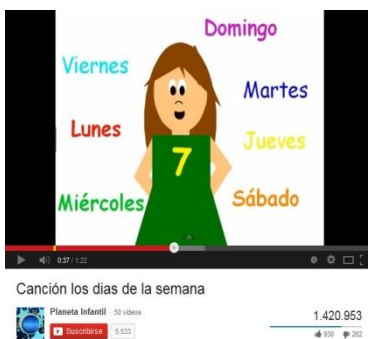 Domingo
Viernes
Martes
Lunes
7
Jueves
Miércoles
Sábado
0:37 / 1:22
Canción los dias de la semana
Planeta Infantil · 50 vídeos
Suscribirse 5.533
1.420.953
930 262